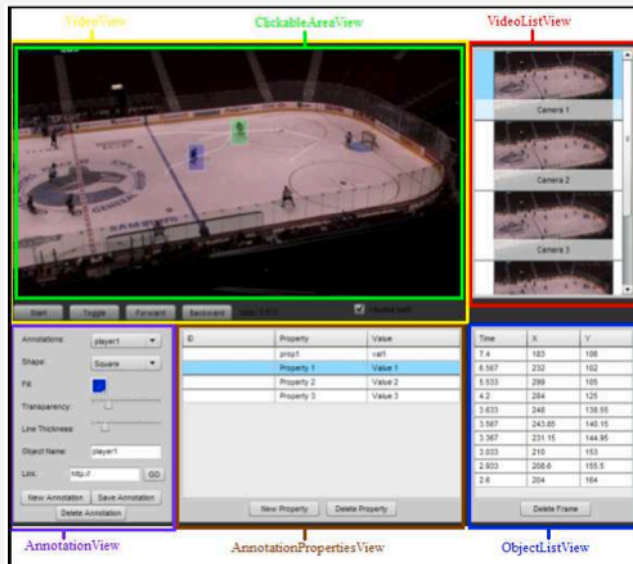 VideoView
ClickableAreaView
VideoListView
Camera 1
Camera 2
Camera 3
Start
Toggle
Forward
Backward
Annotations:
player1
Shape:
Square
Fill:
Transparency:
Line Thickness:
Object Name:
player1
Link:
http://
GO
New Annotation
Save Annotation
Delete Annotation
ID Property Value
prop1 val1
Property 1 Value 1
Property 2 Value 2
Property 3 Value 3
New Property
Delete Property
Time X Y
7.4 183 108
6.567 232 102
5.533 299 105
4.2 284 125
3.633 248 138.55
3.567 243.85 140.15
3.367 231.15 144.95
3.033 210 153
2.933 208.6 155.5
2.6 204 164
Delete Frame
AnnotationView
AnnotationPropertiesView
ObjectListView